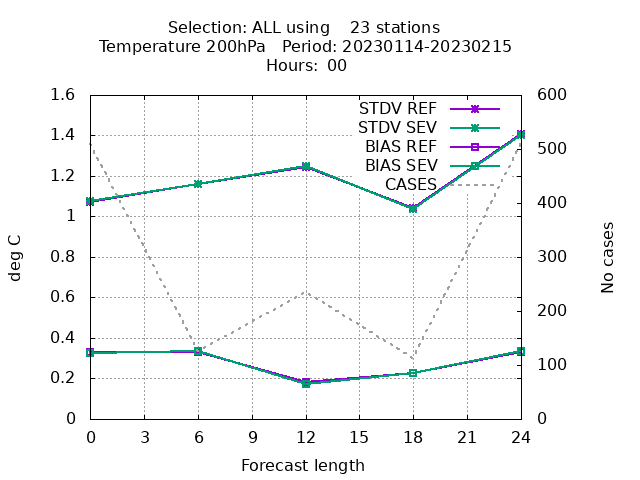 Selection: ALL using    23 stations
Temperature 200hPa   Period: 20230114-20230215
Hours:  00
STDV REF
STDV SEV
BIAS REF
BIAS SEV
CASES
1.6
1.4
1.2
1
0.8
0.6
0.4
0.2
0
deg C
600
500
400
300
200
100
0
No cases
0 3 6 9 12 15 18 21 24
Forecast length